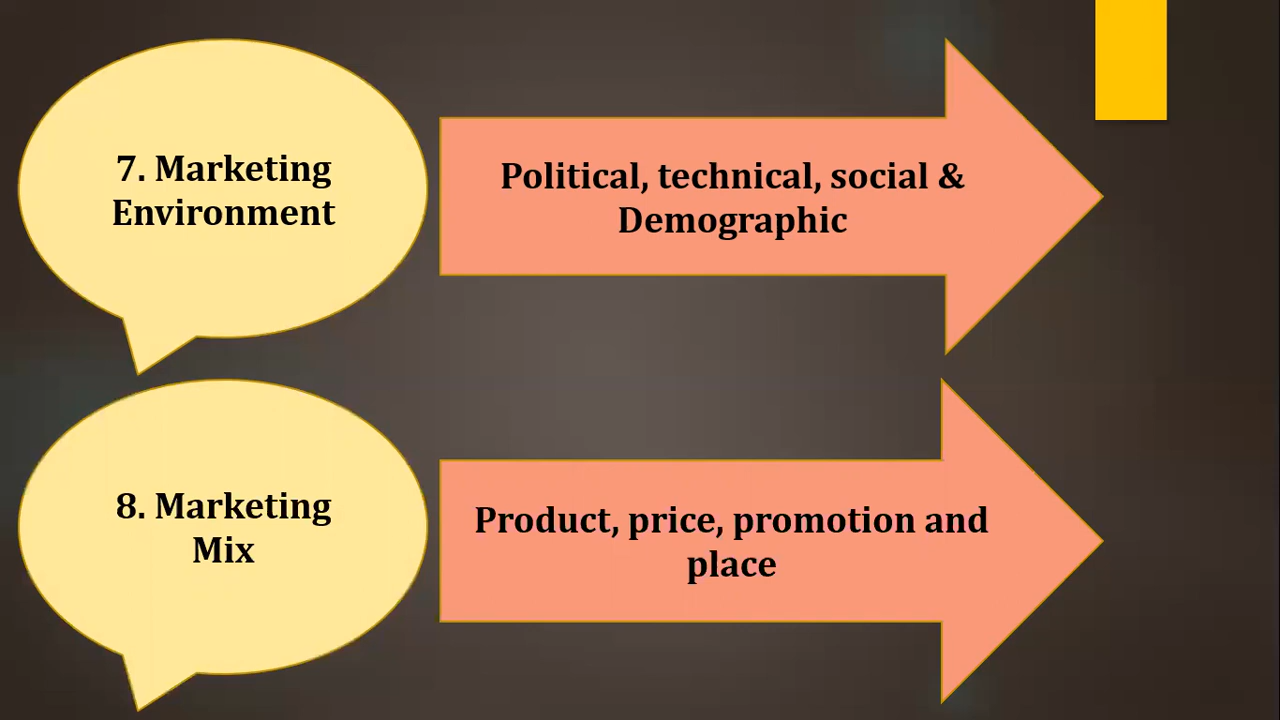 7. Marketing
Environment
Political, technical, social &
Demographic
8. Marketing
Mix
Product, price, promotion and
place